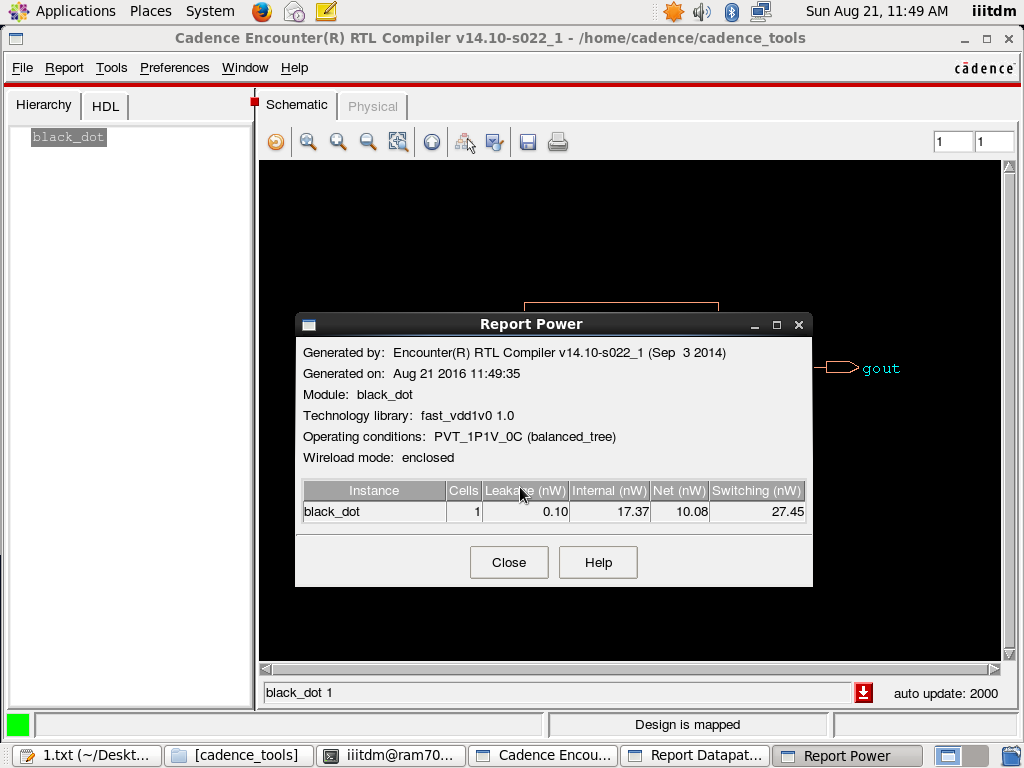 Applications Places System Sun Aug 21, 11:49 AM iiitdm
Cadence Encounter(R) RTL Compiler v14.10-s022_1 - /home/cadence/cadence_tools
File Report Tools Preferences Window Help cādence
Hierarchy HDL Schematic Physical
black_dot
1 1
gout
Report Power
Generated by: Encounter(R) RTL Compiler v14.10-s022_1 (Sep 3 2014)
Generated on: Aug 21 2016 11:49:35
Module: black_dot
Technology library: fast_vdd1v0 1.0
Operating conditions: PVT_1P1V_0C (balanced_tree)
Wireload mode: enclosed
Instance Cells Leakage (nW) Internal (nW) Net (nW) Switching (nW)
black_dot 1 0.10 17.37 10.08 27.45
Close Help
black_dot 1 auto update: 2000
Design is mapped
1.txt (~/Deskt... [cadence_tools] iiitdm@ram70... Cadence Encou... Report Datapat... Report Power